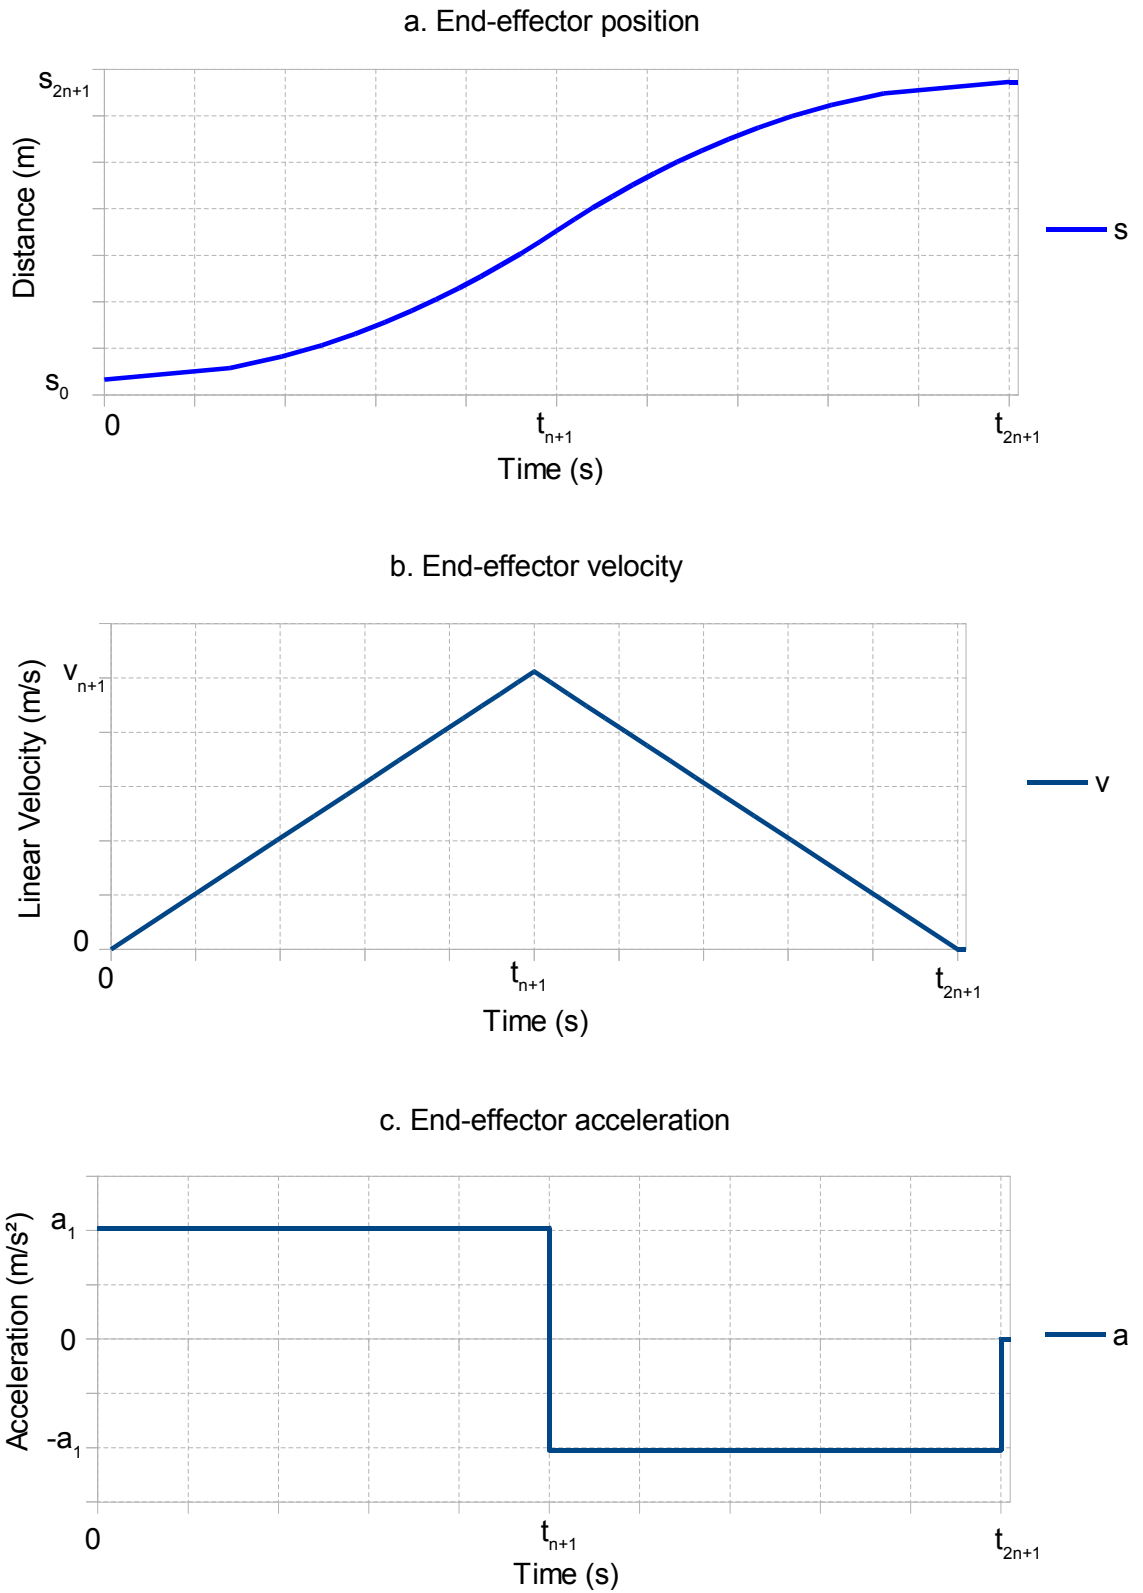 a. End-effector position
s2n+1
Distance (m)
s
s0
0
tn+1
t2n+1
Time (s)
b. End-effector velocity
vn+1
Linear Velocity (m/s)
v
0
0
tn+1
t2n+1
Time (s)
c. End-effector acceleration
a1
Acceleration (m/s²)
0
a
-a1
0
tn+1
t2n+1
Time (s)